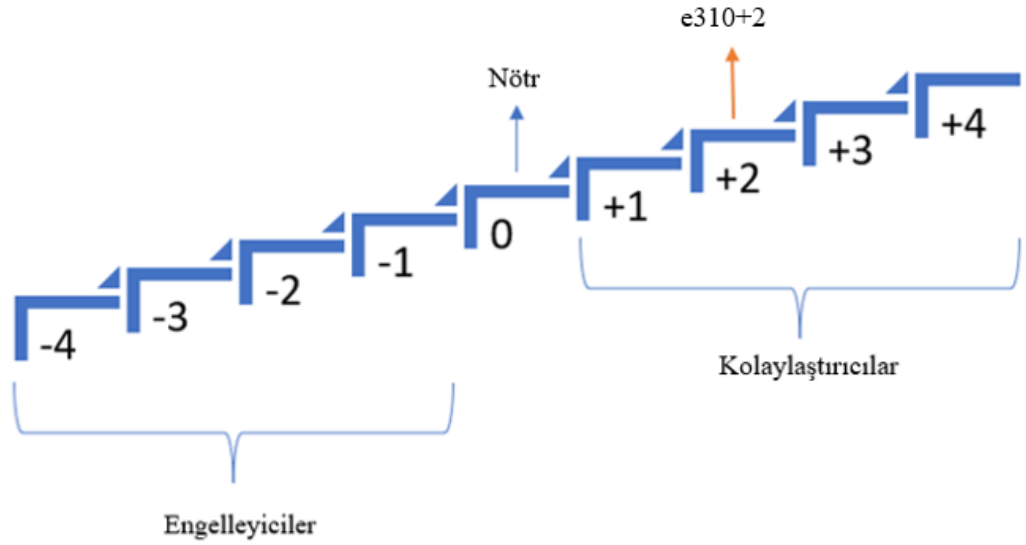 e310+2
Nötr
+4
+3
+2
+1
0
-1
-2
-3
-4
Kolaylaştırıcılar
Engelleyiciler